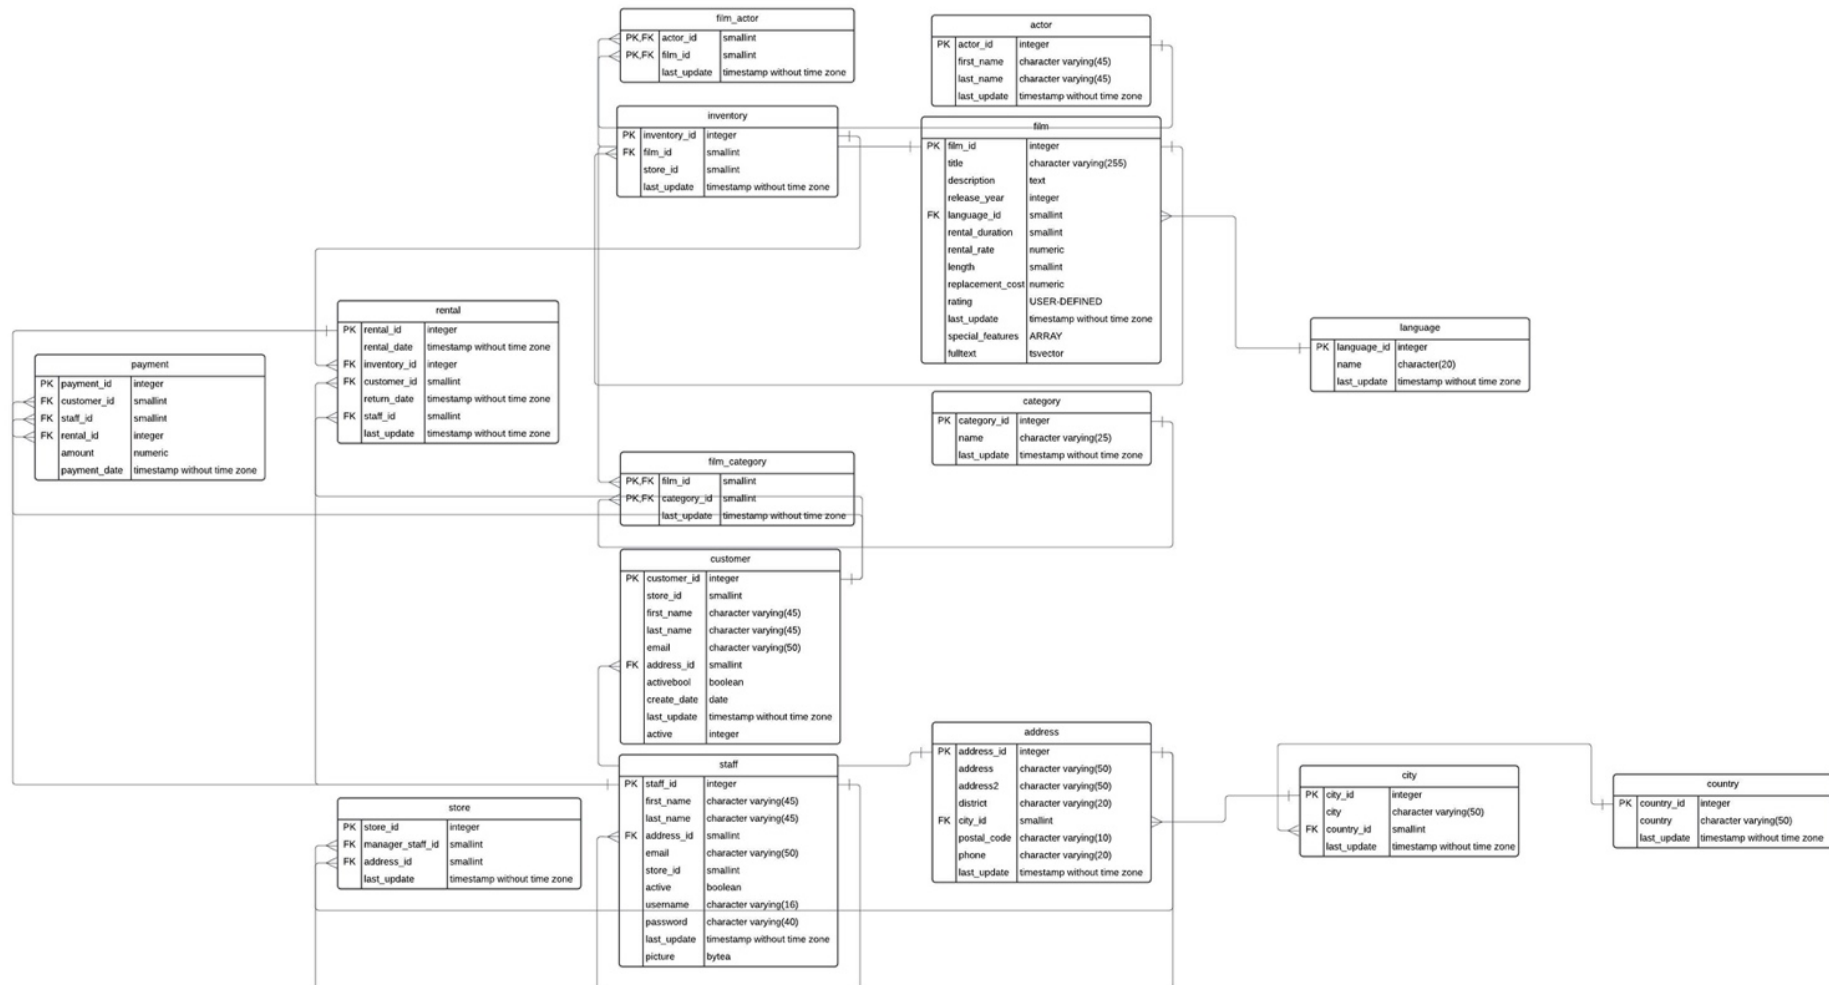 film_actor
PK,FK actor_id smallint
PK,FK film_id smallint
last_update timestamp without time zone
actor
PK actor_id integer
first_name character varying(45)
last_name character varying(45)
last_update timestamp without time zone
inventory
PK inventory_id integer
FK film_id smallint
store_id smallint
last_update timestamp without time zone
film
PK film_id integer
title character varying(255)
description text
release_year integer
FK language_id smallint
rental_duration smallint
rental_rate numeric
length smallint
replacement_cost numeric
rating USER-DEFINED
last_update timestamp without time zone
special_features ARRAY
fulltext tsvector
rental
PK rental_id integer
rental_date timestamp without time zone
FK inventory_id integer
FK customer_id smallint
return_date timestamp without time zone
FK staff_id smallint
last_update timestamp without time zone
language
PK language_id integer
name character(20)
last_update timestamp without time zone
payment
PK payment_id integer
FK customer_id smallint
FK staff_id smallint
FK rental_id integer
amount numeric
payment_date timestamp without time zone
category
PK category_id integer
name character varying(25)
last_update timestamp without time zone
film_category
PK,FK film_id smallint
PK,FK category_id smallint
last_update timestamp without time zone
customer
PK customer_id integer
store_id smallint
first_name character varying(45)
last_name character varying(45)
email character varying(50)
FK address_id smallint
activebool boolean
create_date date
last_update timestamp without time zone
active integer
address
PK address_id integer
address character varying(50)
address2 character varying(50)
district character varying(20)
FK city_id smallint
postal_code character varying(10)
phone character varying(20)
last_update timestamp without time zone
staff
PK staff_id integer
first_name character varying(45)
last_name character varying(45)
FK address_id smallint
email character varying(50)
store_id smallint
active boolean
username character varying(16)
password character varying(40)
last_update timestamp without time zone
picture bytea
city
PK city_id integer
city character varying(50)
FK country_id smallint
last_update timestamp without time zone
country
PK country_id integer
country character varying(50)
last_update timestamp without time zone
store
PK store_id integer
FK manager_staff_id smallint
FK address_id smallint
last_update timestamp without time zone